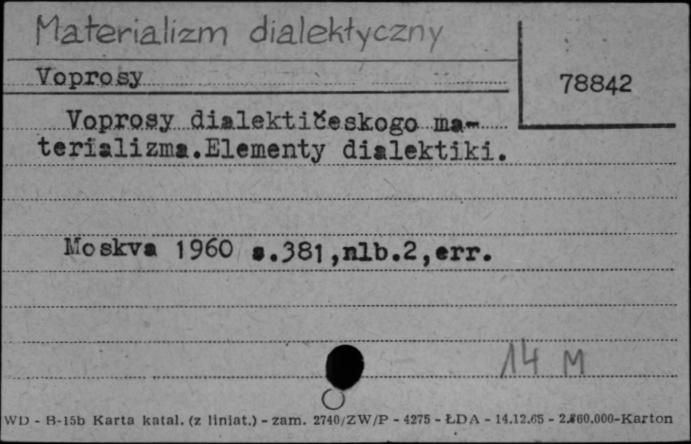 Materializm dialektyczny
Voprosy
78842
Voprosy dialektičeskogo ma-
terializma.Elementy dialektiki.
Moskva 1960 s.381,nlb.2,err.
14 M
WD - B-15b Karta katal. (z liniat.) - zam. 2740/ZW/P - 4275 - ŁDA - 14.12.65 - 2.860.000-Karton